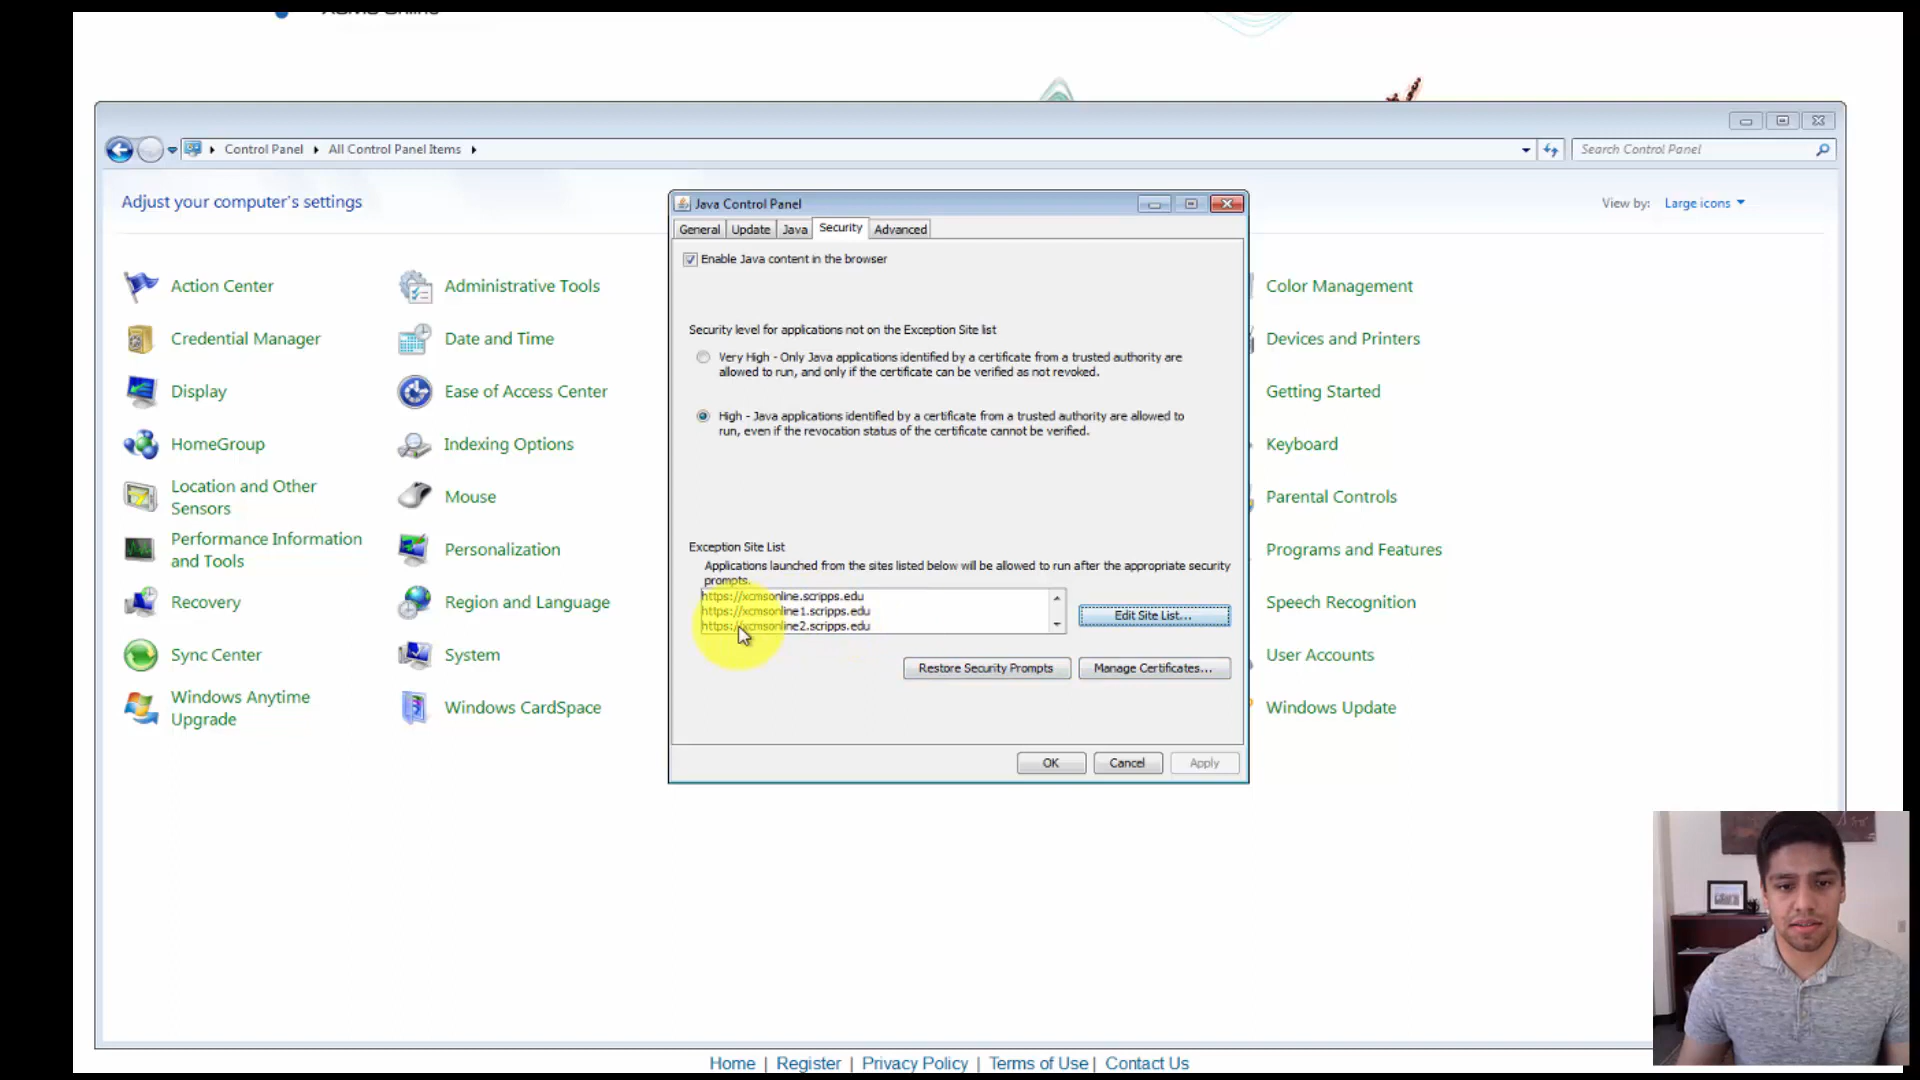 XCMS Online
Control Panel
All Control Panel Items
Search Control Panel
Adjust your computer's settings
View by: Large icons
Action Center
Administrative Tools
Color Management
Credential Manager
Date and Time
Devices and Printers
Display
Ease of Access Center
Getting Started
HomeGroup
Indexing Options
Keyboard
Location and Other
Sensors
Mouse
Parental Controls
Performance Information
and Tools
Personalization
Programs and Features
Recovery
Region and Language
Speech Recognition
Sync Center
System
User Accounts
Windows Anytime
Upgrade
Windows CardSpace
Windows Update
Java Control Panel
General Update Java Security Advanced
Enable Java content in the browser
Security level for applications not on the Exception Site list
Very High - Only Java applications identified by a certificate from a trusted authority are
allowed to run, and only if the certificate can be verified as not revoked.
High - Java applications identified by a certificate from a trusted authority are allowed to
run, even if the revocation status of the certificate cannot be verified.
Exception Site List
Applications launched from the sites listed below will be allowed to run after the appropriate security
prompts.
https://xcmsonline.scripps.edu
https://xcmsonline1.scripps.edu
https://xcmsonline2.scripps.edu
Edit Site List...
Restore Security Prompts
Manage Certificates...
OK
Cancel
Apply
Home | Register | Privacy Policy | Terms of Use | Contact Us